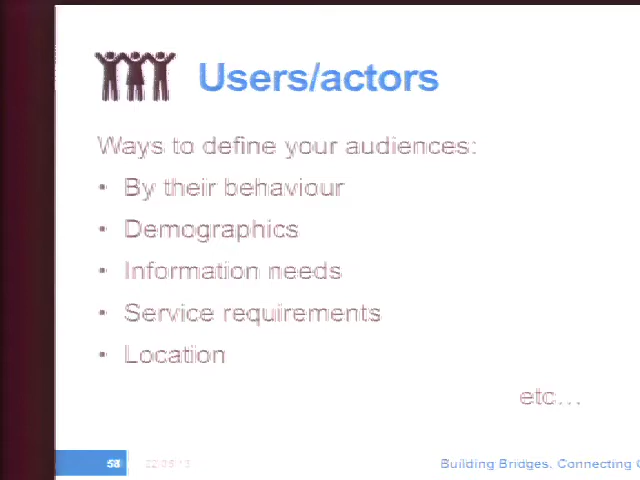 Users/actors
Ways to define your audiences:
• By their behaviour
• Demographics
• Information needs
• Service requirements
• Location
etc...
58
Building Bridges. Connecting